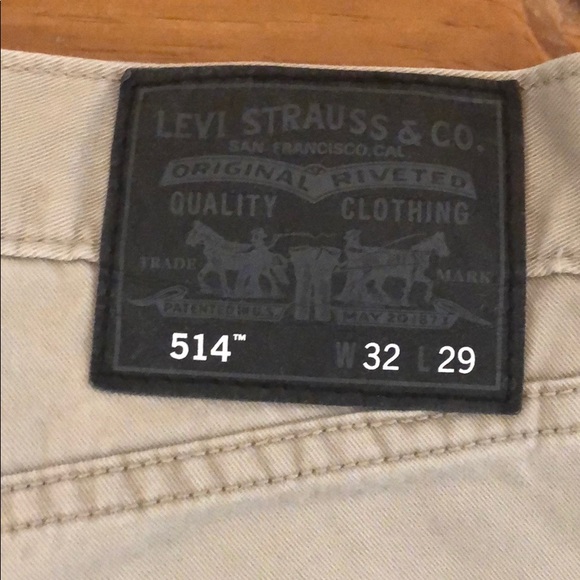 LEVI STRAUSS & CO.
SAN FRANCISCO, CAL.
ORIGINAL RIVETED
QUALITY CLOTHING
TRADE MARK
PATENTED IN U.S. MAY 20 1873
514™ W 32 L 29